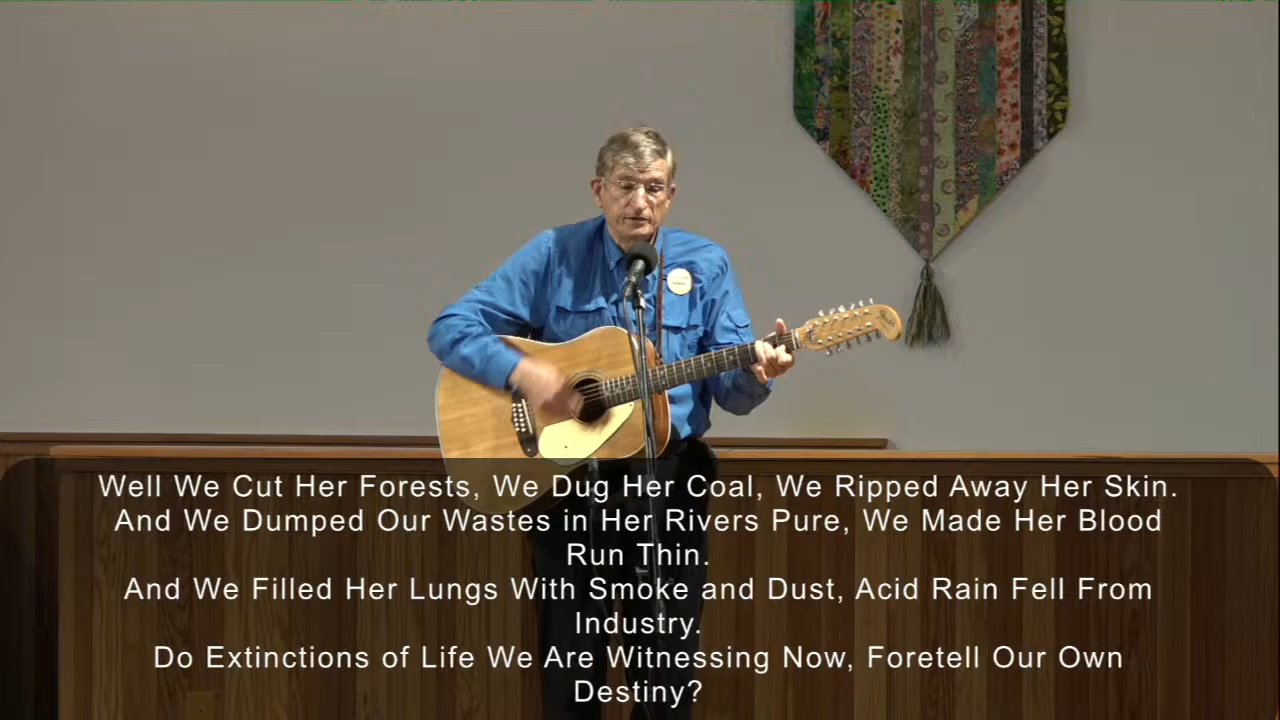 Well We Cut Her Forests, We Dug Her Coal, We Ripped Away Her Skin.
And We Dumped Our Wastes in Her Rivers Pure, We Made Her Blood
Run Thin.
And We Filled Her Lungs With Smoke and Dust, Acid Rain Fell From
Industry.
Do Extinctions of Life We Are Witnessing Now, Foretell Our Own
Destiny?